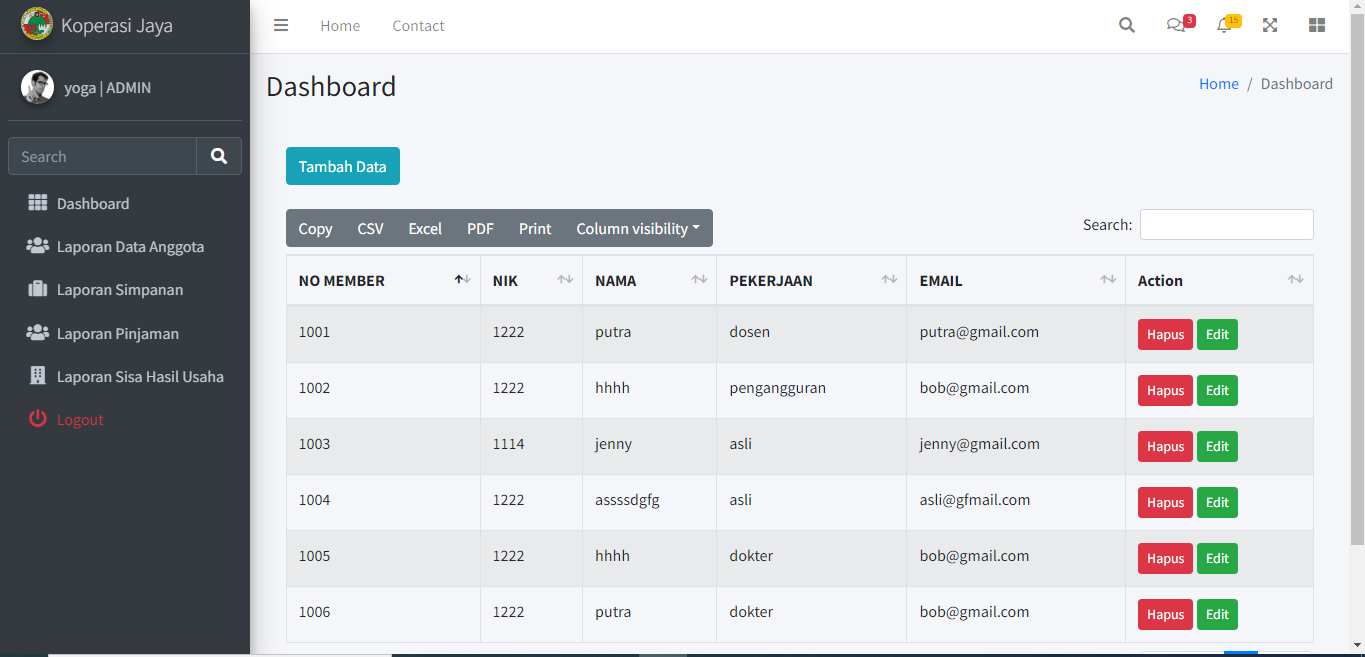 Koperasi Jaya
Home Contact
3
15
yoga | ADMIN
Dashboard
Home / Dashboard
Search
Dashboard
Laporan Data Anggota
Laporan Simpanan
Laporan Pinjaman
Laporan Sisa Hasil Usaha
Logout
Tambah Data
Copy CSV Excel PDF Print Column visibility
Search:
NO MEMBER NIK NAMA PEKERJAAN EMAIL Action
1001 1222 putra dosen putra@gmail.com Hapus Edit
1002 1222 hhhh pengangguran bob@gmail.com Hapus Edit
1003 1114 jenny asli jenny@gmail.com Hapus Edit
1004 1222 assssdgfg asli asli@gfmail.com Hapus Edit
1005 1222 hhhh dokter bob@gmail.com Hapus Edit
1006 1222 putra dokter bob@gmail.com Hapus Edit